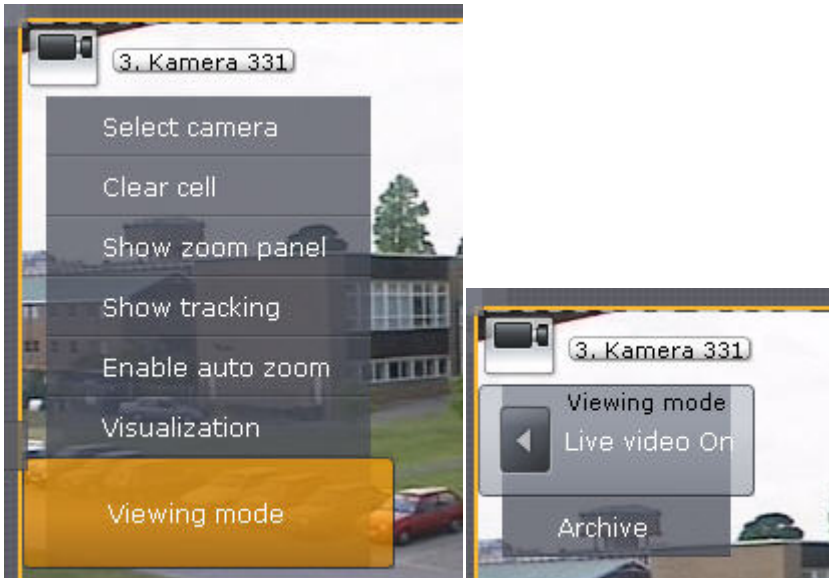 3. Kamera 331
Select camera
Clear cell
Show zoom panel
Show tracking
Enable auto zoom
Visualization
Viewing mode
3. Kamera 331
Viewing mode
Live video On
Archive